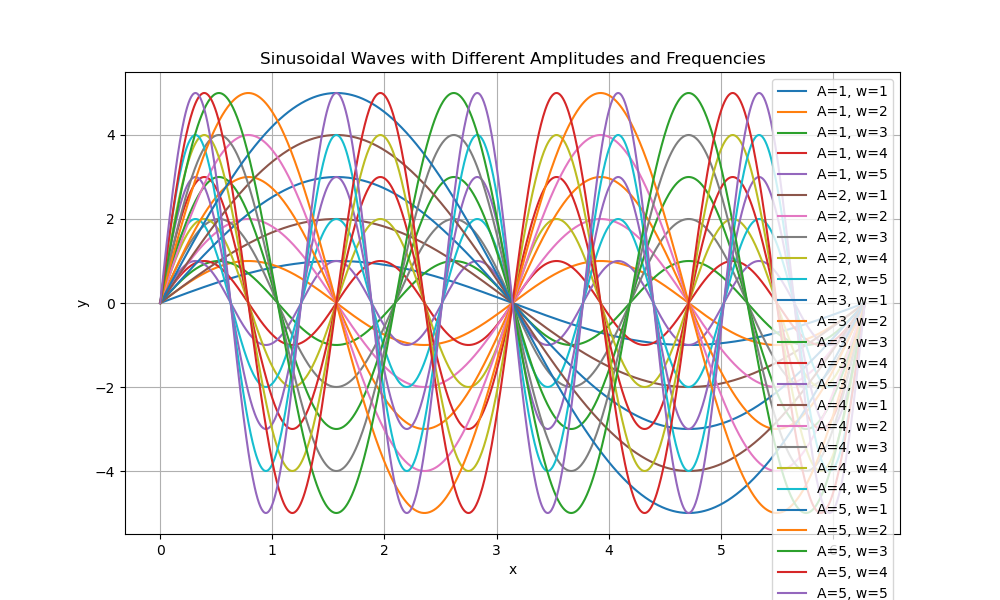 Sinusoidal Waves with Different Amplitudes and Frequencies
A=1, w=1
A=1, w=2
A=1, w=3
A=1, w=4
A=1, w=5
A=2, w=1
A=2, w=2
A=2, w=3
A=2, w=4
A=2, w=5
A=3, w=1
A=3, w=2
A=3, w=3
A=3, w=4
A=3, w=5
A=4, w=1
A=4, w=2
A=4, w=3
A=4, w=4
A=4, w=5
A=5, w=1
A=5, w=2
A=5, w=3
A=5, w=4
A=5, w=5
y
4
2
0
−2
−4
0 1 2 3 4 5
x